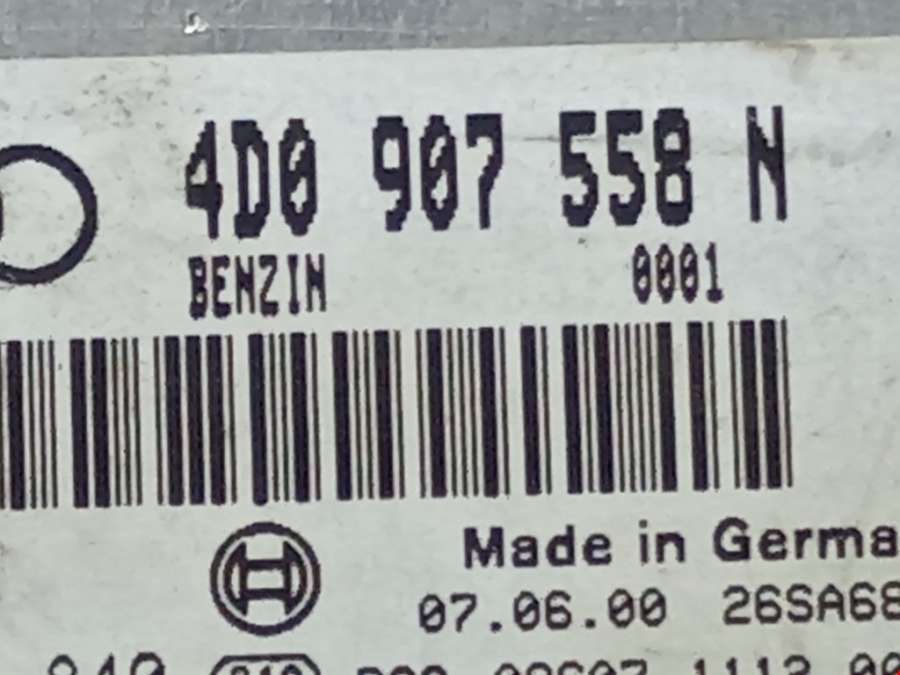 4D0 907 558 N
BENZIN 0001
Made in Germa
07.06.00 26SA68